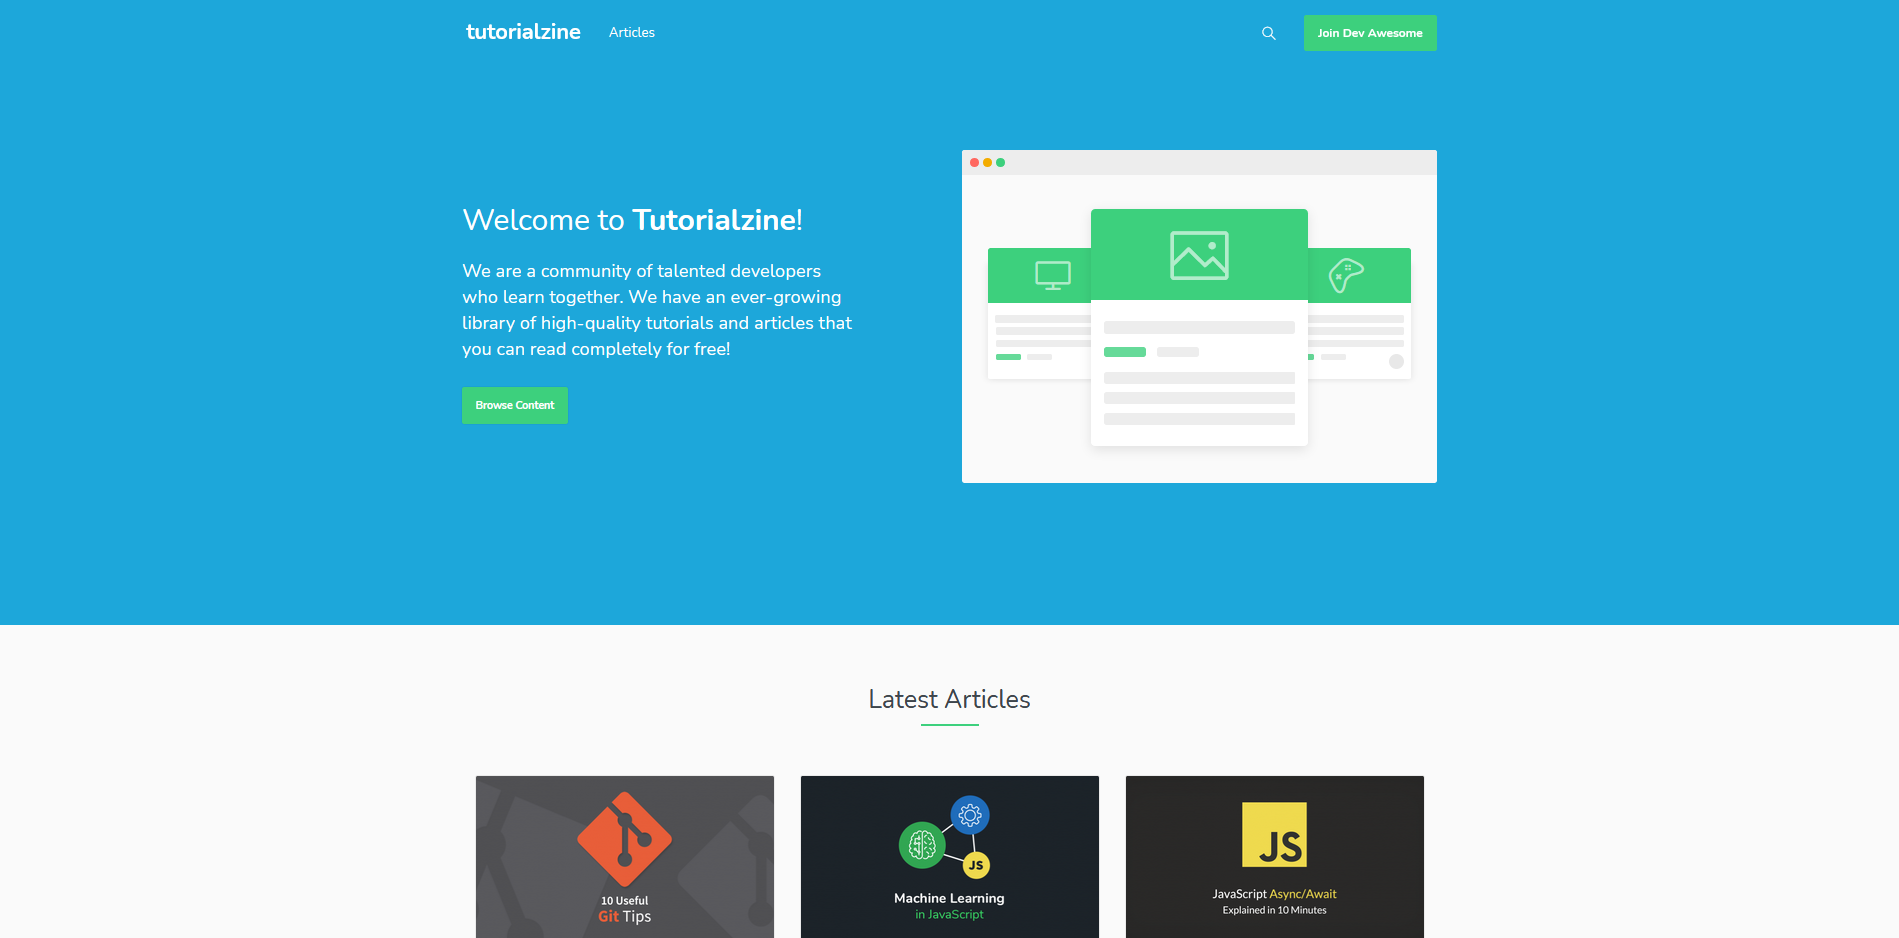 tutorialzine
Articles
Join Dev Awesome
Welcome to Tutorialzine!
We are a community of talented developers
who learn together. We have an ever-growing
library of high-quality tutorials and articles that
you can read completely for free!
Browse Content
Latest Articles
10 Useful
Git Tips
JS
Machine Learning
in JavaScript
JS
JavaScript Async/Await
Explained in 10 Minutes